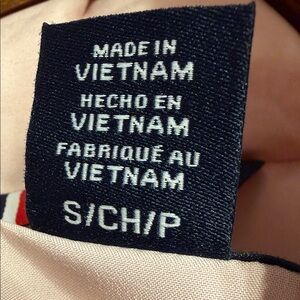 MADE IN
VIETNAM
HECHO EN
VIETNAM
FABRIQUÉ AU
VIETNAM
S/CH/P